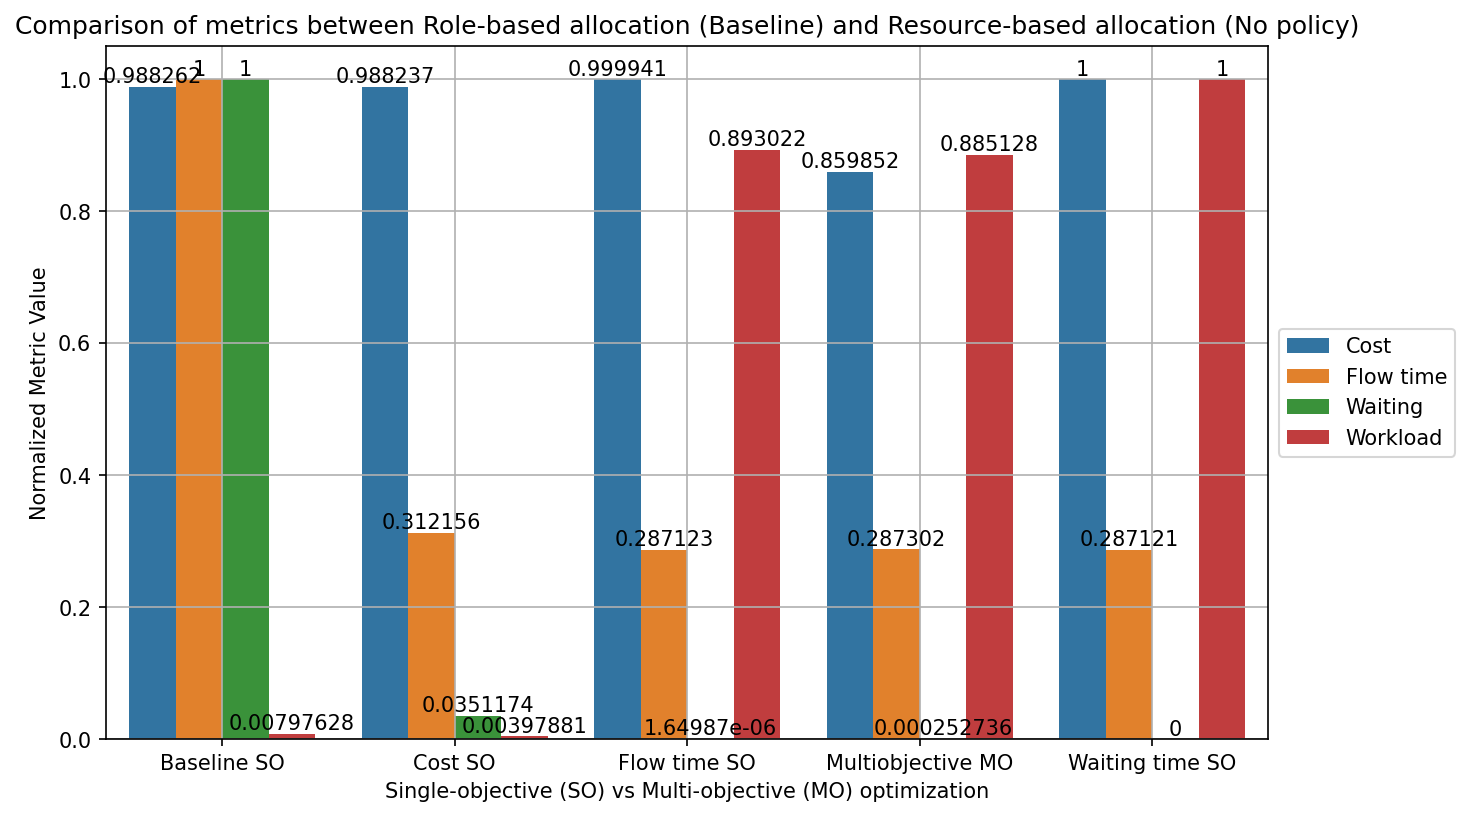 Comparison of metrics between Role-based allocation (Baseline) and Resource-based allocation (No policy)
Normalized Metric Value
1.0
0.8
0.6
0.4
0.2
0.0
0.988262
1
1
0.00797628
0.988237
0.312156
0.0351174
0.00397881
0.999941
0.287123
1.64987e-06
0.893022
0.859852
0.287302
0.000252736
0.885128
1
0.287121
0
1
Cost
Flow time
Waiting
Workload
Baseline SO
Cost SO
Flow time SO
Multiobjective MO
Waiting time SO
Single-objective (SO) vs Multi-objective (MO) optimization